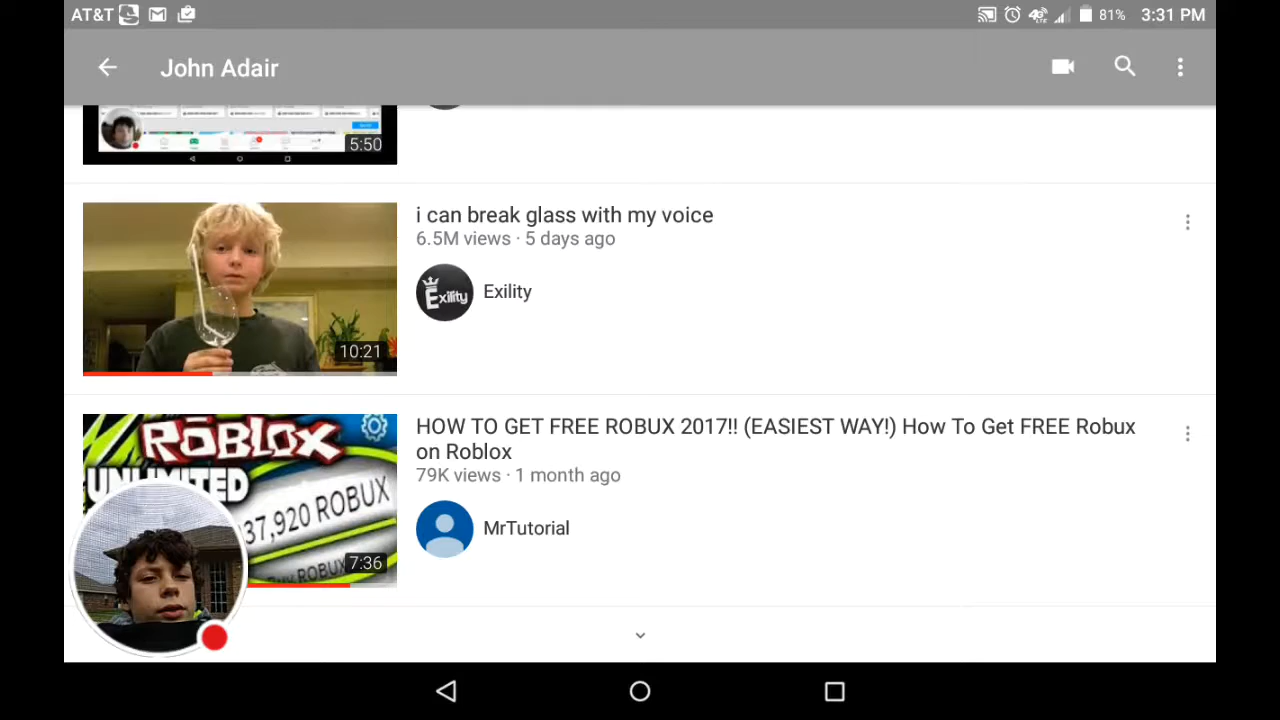 AT&T 81% 3:31 PM
John Adair
5:50
i can break glass with my voice
6.5M views · 5 days ago
Exility
Exility
10:21
HOW TO GET FREE ROBUX 2017!! (EASIEST WAY!) How To Get FREE Robux
on Roblox
79K views · 1 month ago
MrTutorial
ROBLOX
UNLIMITED
37,920 ROBUX
ROBUX
7:36